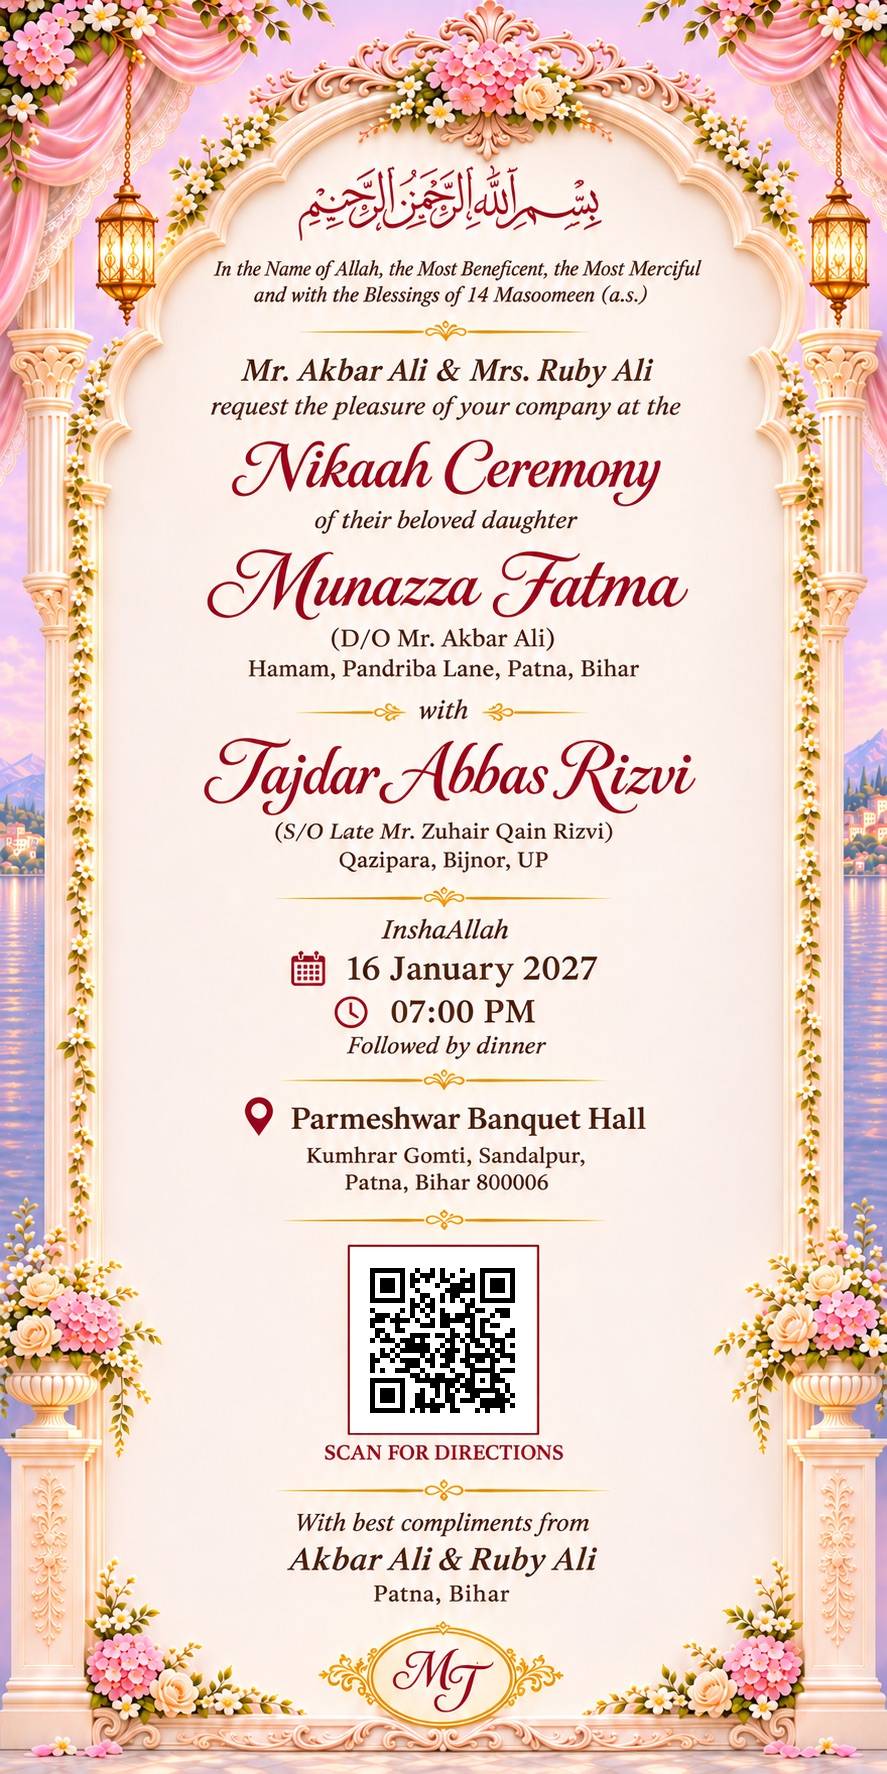 بِسْمِ اللهِ الرَّحْمٰنِ الرَّحِيْمِ
In the Name of Allah, the Most Beneficent, the Most Merciful
and with the Blessings of 14 Masoomeen (a.s.)
Mr. Akbar Ali & Mrs. Ruby Ali
request the pleasure of your company at the
Nikaah Ceremony
of their beloved daughter
Munazza Fatma
(D/O Mr. Akbar Ali)
Hamam, Pandriba Lane, Patna, Bihar
with
Tajdar Abbas Rizvi
(S/O Late Mr. Zuhair Qain Rizvi)
Qazipara, Bijnor, UP
InshaAllah
16 January 2027
07:00 PM
Followed by dinner
Parmeshwar Banquet Hall
Kumhrar Gomti, Sandalpur,
Patna, Bihar 800006
SCAN FOR DIRECTIONS
With best compliments from
Akbar Ali & Ruby Ali
Patna, Bihar
MT